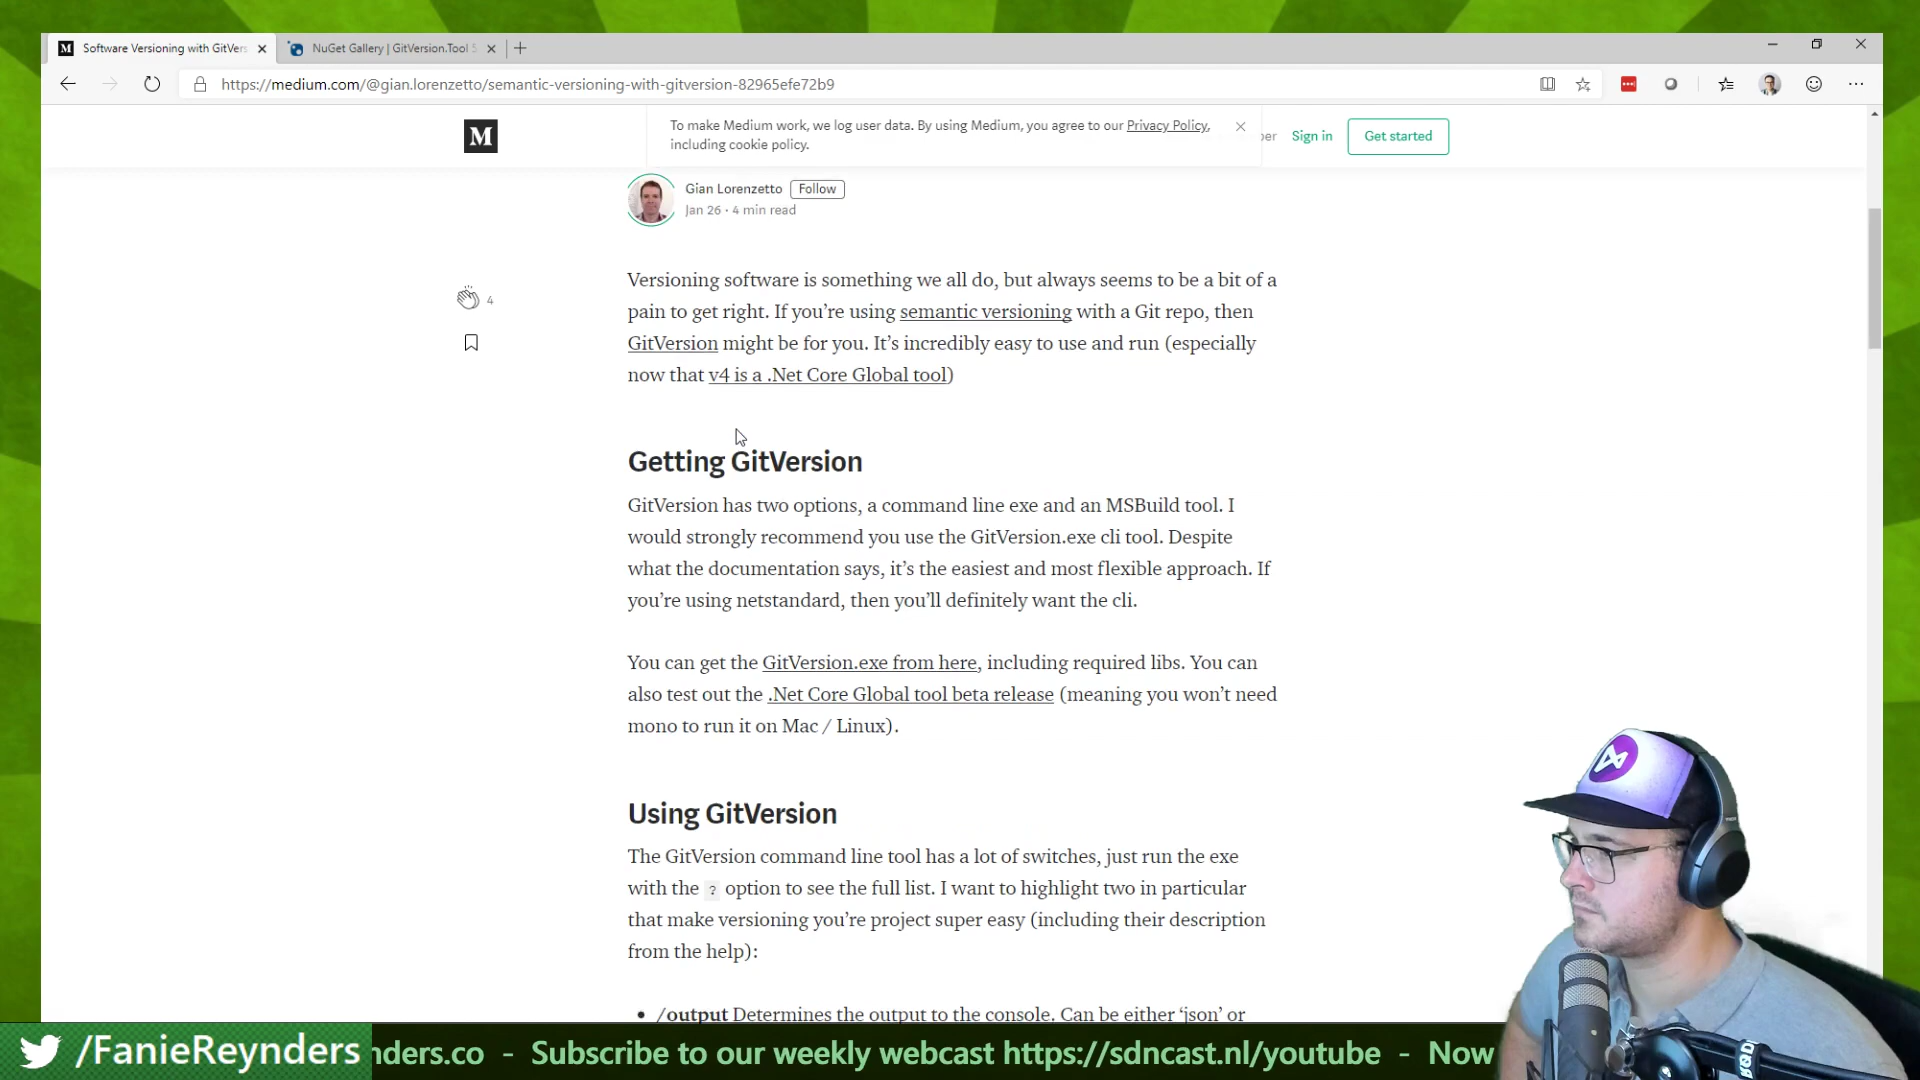 M Software Versioning with GitVers
NuGet Gallery | GitVersion.Tool 5
https://medium.com/@gian.lorenzetto/semantic-versioning-with-gitversion-82965efe72b9
M
To make Medium work, we log user data. By using Medium, you agree to our Privacy Policy,
including cookie policy.
ber
Sign in
Get started
Gian Lorenzetto
Follow
Jan 26 · 4 min read
4
Versioning software is something we all do, but always seems to be a bit of a
pain to get right. If you’re using semantic versioning with a Git repo, then
GitVersion might be for you. It’s incredibly easy to use and run (especially
now that v4 is a .Net Core Global tool)
Getting GitVersion
GitVersion has two options, a command line exe and an MSBuild tool. I
would strongly recommend you use the GitVersion.exe cli tool. Despite
what the documentation says, it’s the easiest and most flexible approach. If
you’re using netstandard, then you’ll definitely want the cli.
You can get the GitVersion.exe from here, including required libs. You can
also test out the .Net Core Global tool beta release (meaning you won’t need
mono to run it on Mac / Linux).
Using GitVersion
The GitVersion command line tool has a lot of switches, just run the exe
with the ? option to see the full list. I want to highlight two in particular
that make versioning you’re project super easy (including their description
from the help):
• /output Determines the output to the console. Can be either ‘json’ or
/FanieReynders
nders.co - Subscribe to our weekly webcast https://sdncast.nl/youtube - Now